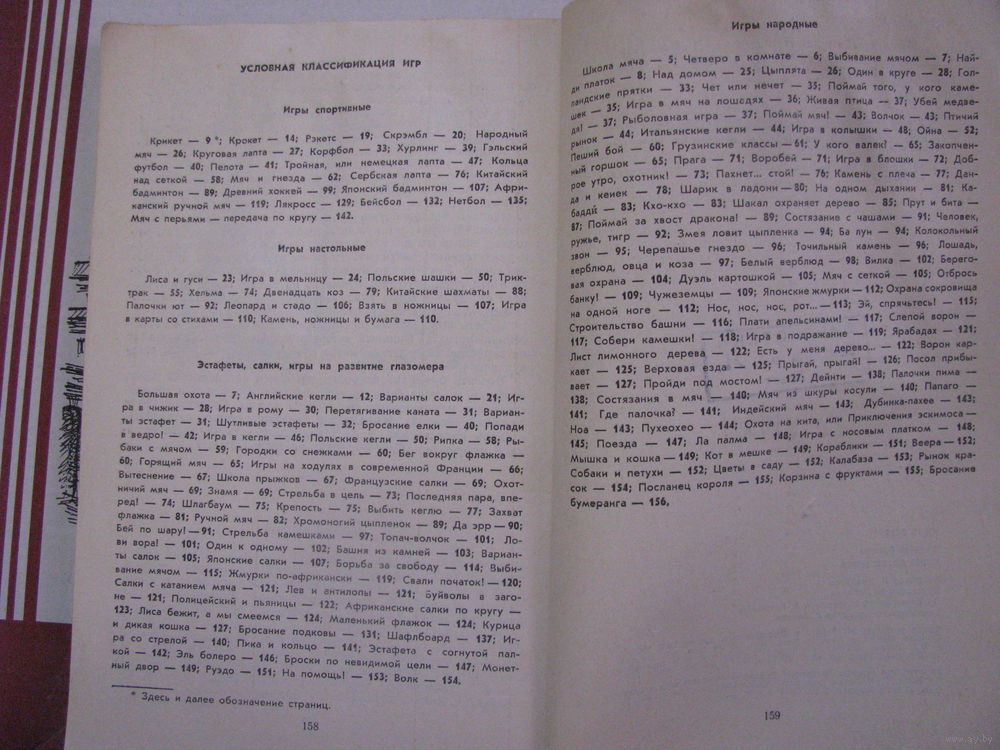 УСЛОВНАЯ КЛАССИФИКАЦИЯ ИГР
Игры спортивные
Крикет — 9 *; Крокет — 14; Рэкетс — 19; Скрэмбл — 20; Народный
мяч — 26; Круговая лапта — 27; Корфбол — 33; Хурлинг — 39; Гэльский
футбол — 40; Пелота — 41; Тройная, или немецкая лапта — 47; Кольца
над сеткой — 58; Мяч и гнезда — 62; Сербская лапта — 76; Китайский
бадминтон — 89; Древний хоккей — 99; Японский бадминтон — 107; Афри-
канский ручной мяч — 119; Лякросс — 129; Бейсбол — 132; Нетбол — 135;
Мяч с перьями — передача по кругу — 142.
Игры настольные
Лиса и гуси — 23; Игра в мельницу — 24; Польские шашки — 50; Трик-
трак — 55; Хельма — 74; Двенадцать коз — 79; Китайские шахматы — 88;
Палочки ют — 92; Леопард и стадо — 106; Взять в ножницы — 107; Игра
в карты со стихами — 110; Камень, ножницы и бумага — 110.
Эстафеты, салки, игры на развитие глазомера
Большая охота — 7; Английские кегли — 12; Варианты салок — 21; Иг-
ра в чижик — 28; Игра в рому — 30; Перетягивание каната — 31; Вариан-
ты эстафет — 31; Шутливые эстафеты — 32; Бросание елки — 40; Попади
в ведро! — 42; Игра в кегли — 46; Польские кегли — 50; Рипка — 58; Ры-
баки с мячом — 59; Городки со снежками — 60; Бег вокруг флажка —
60; Горящий мяч — 65; Игры на ходулях в современной Франции — 66;
Вытеснение — 67; Школа прыжков — 67; Французские салки — 69; Охот-
ничий мяч — 69; Знамя — 69; Стрельба в цель — 73; Последняя пара, впе-
ред! — 74; Шлагбаум — 75; Крепость — 75; Выбить кеглю — 77; Захват
флажка — 81; Ручной мяч — 82; Хромоногий цыпленок — 89; Да эрр — 90;
Бей по шару! — 91; Стрельба камешками — 97; Топач-волчок — 101; Ло-
ви вора! — 101; Один к одному — 102; Башня из камней — 103; Вариан-
ты салок — 105; Японские салки — 107; Борьба за свободу — 114; Выби-
вание мячом — 115; Жмурки по-африкански — 119; Свали початок! — 120;
Салки с катанием мяча — 121; Лев и антилопы — 121; Буйволы в заго-
не — 121; Полицейский и пьяницы — 122; Африканские салки по кругу —
123; Лиса бежит, а мы смеемся — 124; Маленький флажок — 124; Курица
и дикая кошка — 127; Бросание подковы — 131; Шафлборд — 137; Иг-
ра со стрелой — 140; Пика и кольцо — 141; Эстафета с согнутой пал-
кой — 142; Эль болеро — 146; Броски по невидимой цели — 147; Монет-
ный двор — 149; Руэдо — 151; На помощь! — 153; Волк — 154.
* Здесь и далее обозначение страниц.
158
Игры народные
Школа мяча — 5; Четверо в комнате — 6; Выбивание мячом — 7; Най-
ди платок — 8; Над домом — 25; Цыплята — 26; Один в круге — 28; Гол-
ландские прятки — 33; Чет или нечет — 35; Поймай того, у кого каме-
шек — 35; Игра в мяч на лошадях — 36; Живая птица — 37; Убей медве-
дя! — 37; Рыболовная игра — 37; Поймай мяч! — 43; Волчок — 43; Птичий
рынок — 44; Итальянские кегли — 44; Игра в колышки — 48; Ойна — 52;
Пеший бой — 60; Грузинские классы — 61; У кого валек? — 65; Закопчен-
ный горшок — 65; Прага — 71; Воробей — 71; Игра в блошки — 72; Доб-
рое утро, охотник! — 73; Пахнет... стой! — 76; Камень с плеча — 77; Дан-
да и кеиек — 78; Шарик в ладони — 80; На одном дыхании — 81; Ка-
бадди — 83; Кхо-кхо — 83; Шакал охраняет дерево — 85; Прут и бита —
87; Поймай за хвост дракона! — 89; Состязание с чашами — 91; Человек,
ружье, тигр — 92; Змея ловит цыпленка — 94; Ба лун — 94; Колокольный
звон — 95; Черепашье гнездо — 96; Точильный камень — 96; Лошадь,
верблюд, овца и коза — 97; Белый верблюд — 98; Вилка — 102; Берего-
вая охрана — 104; Дуэль картошкой — 105; Мяч с сеткой — 105; Отбрось
банку! — 109; Чужеземцы — 109; Японские жмурки — 112; Охрана сокровища
на одной ноге — 112; Нос, нос, нос, рот... — 113; Эй, спрячьтесь! — 115;
Строительство башни — 116; Плати апельсинами! — 117; Слепой ворон —
117; Собери камешки! — 118; Игра в подражание — 119; Ярабадах — 121;
Лист лимонного дерева — 122; Есть у меня дерево... — 122; Ворон кар-
кает — 125; Верховая езда — 125; Прыгай, прыгай! — 126; Посол прибы-
вает — 127; Пройди под мостом! — 127; Дейнти — 138; Палочки пима —
138; Состязания в мяч — 140; Мяч из шкуры косули — 140; Папаго —
141; Где палочка? — 141; Индейский мяч — 143; Дубинка-пахее — 143;
Ноа — 143; Пухеохео — 144; Охота на кита, или Приключения эскимоса —
145; Поезда — 147; Ла палма — 148; Игра с носовым платком — 148;
Мышка и кошка — 149; Кот в мешке — 149; Кораблики — 151; Веера — 152;
Собаки и петухи — 152; Цветы в саду — 152; Калабаза — 153; Рынок кра-
сок — 154; Посланец короля — 155; Корзина с фруктами — 155; Бросание
бумеранга — 156,
159
www.ay.by